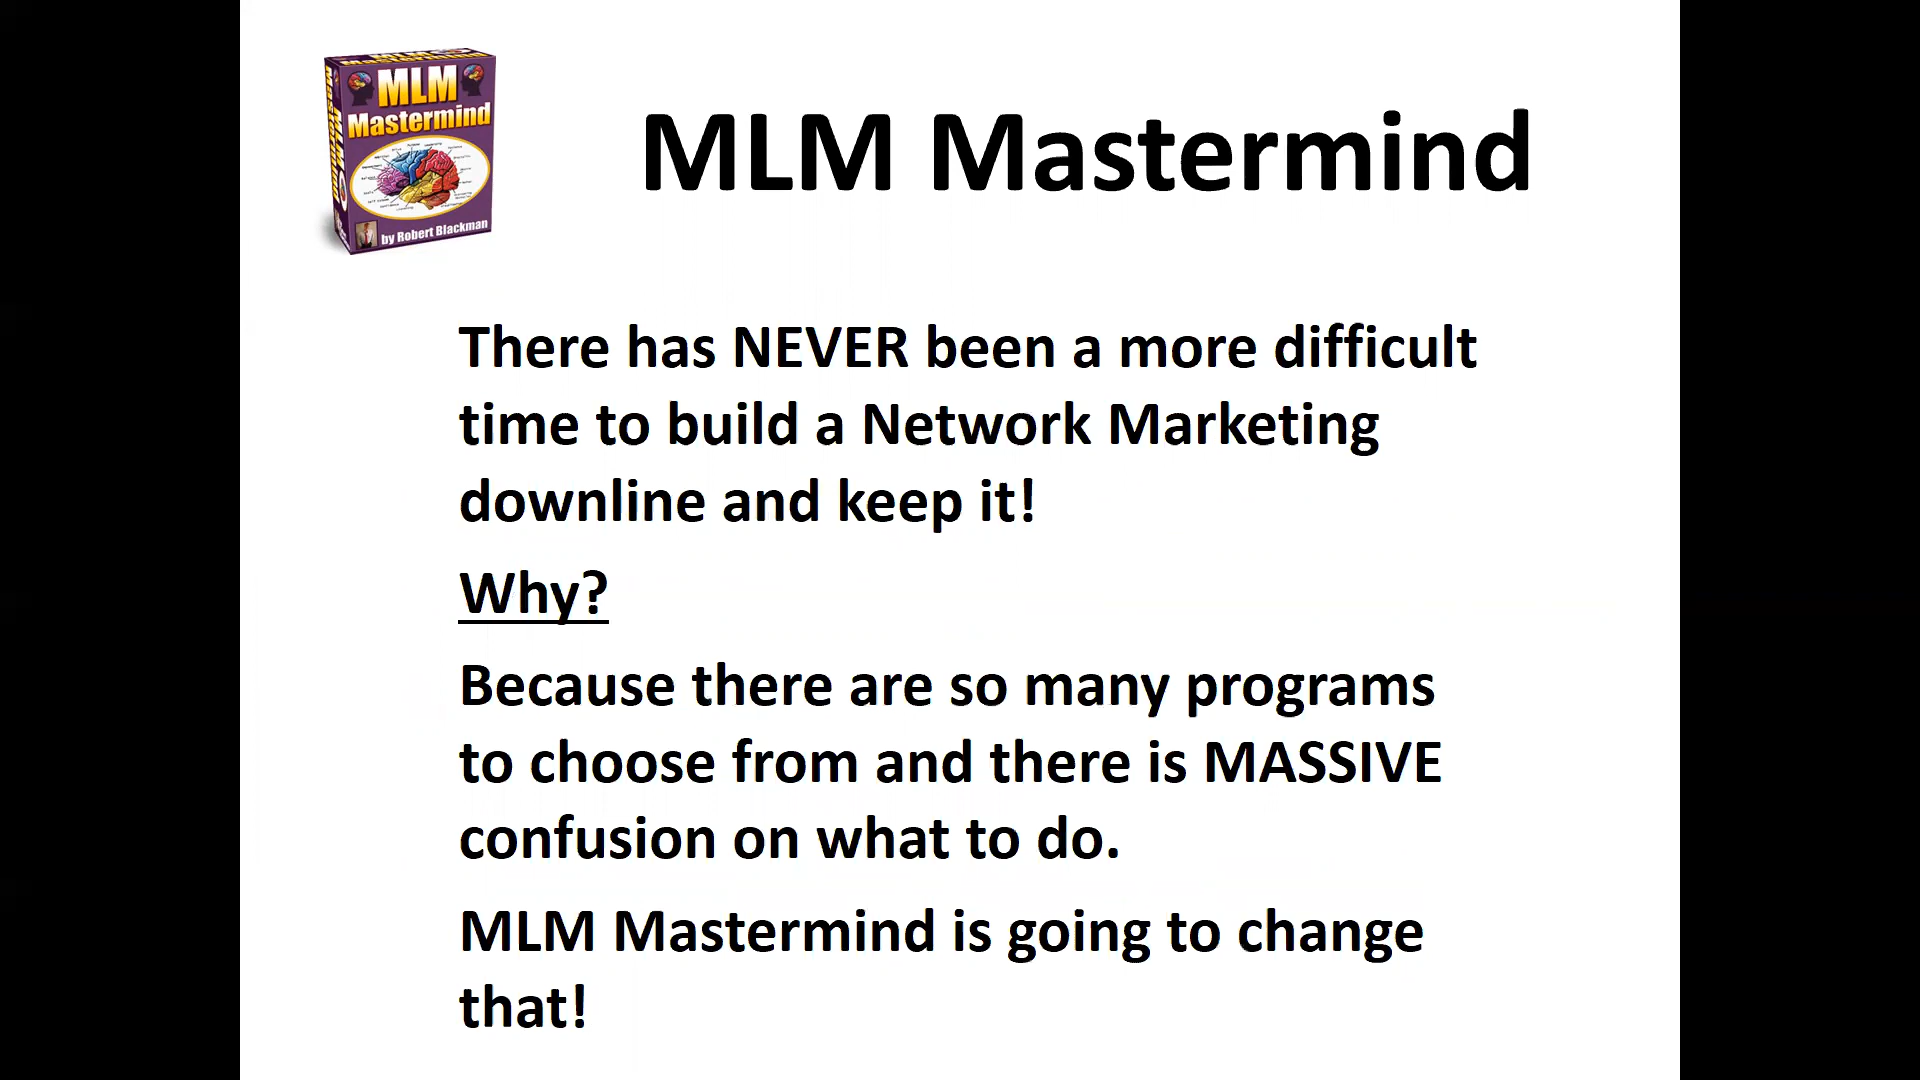 MLM
Mastermind
by Robert Blackman
MLM Mastermind
There has NEVER been a more difficult
time to build a Network Marketing
downline and keep it!
Why?
Because there are so many programs
to choose from and there is MASSIVE
confusion on what to do.
MLM Mastermind is going to change
that!